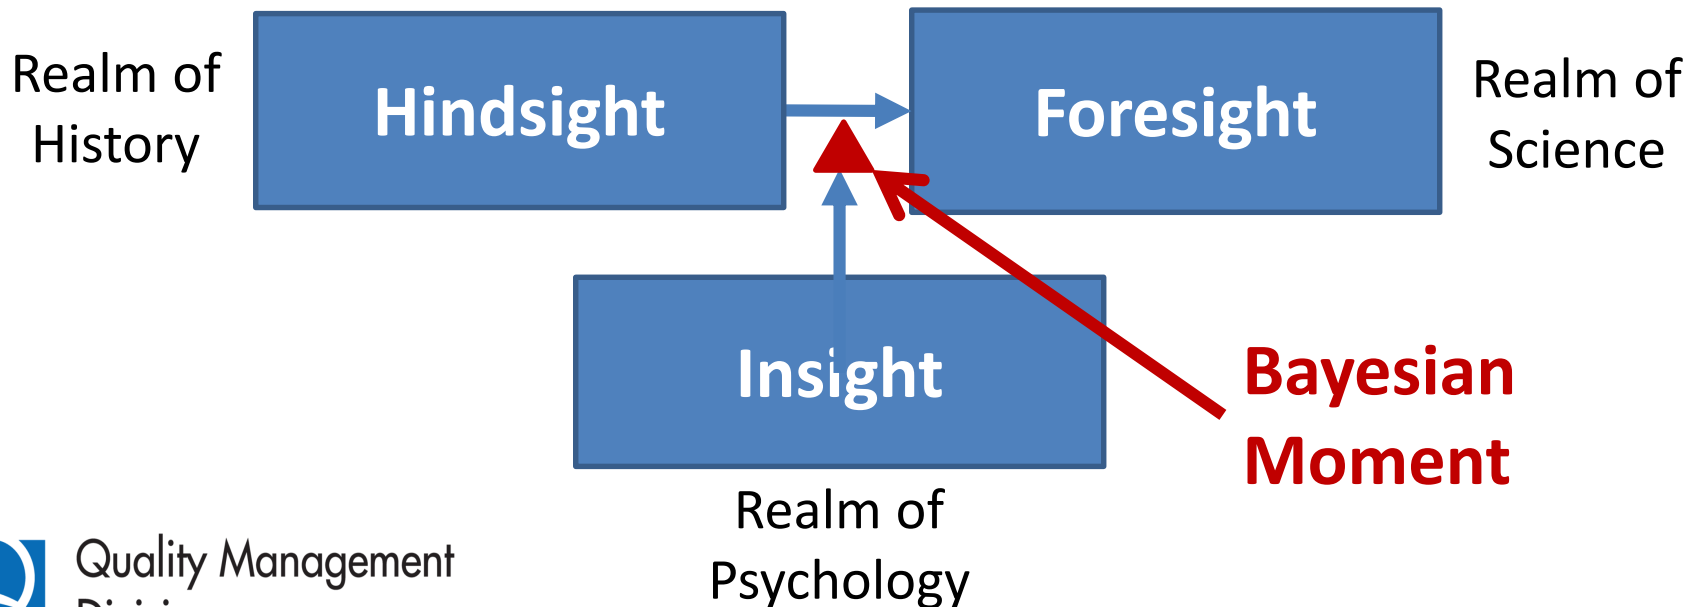 Realm of
History
Hindsight
Foresight
Realm of
Science
Insight
Bayesian
Moment
Realm of
Psychology
Quality Management